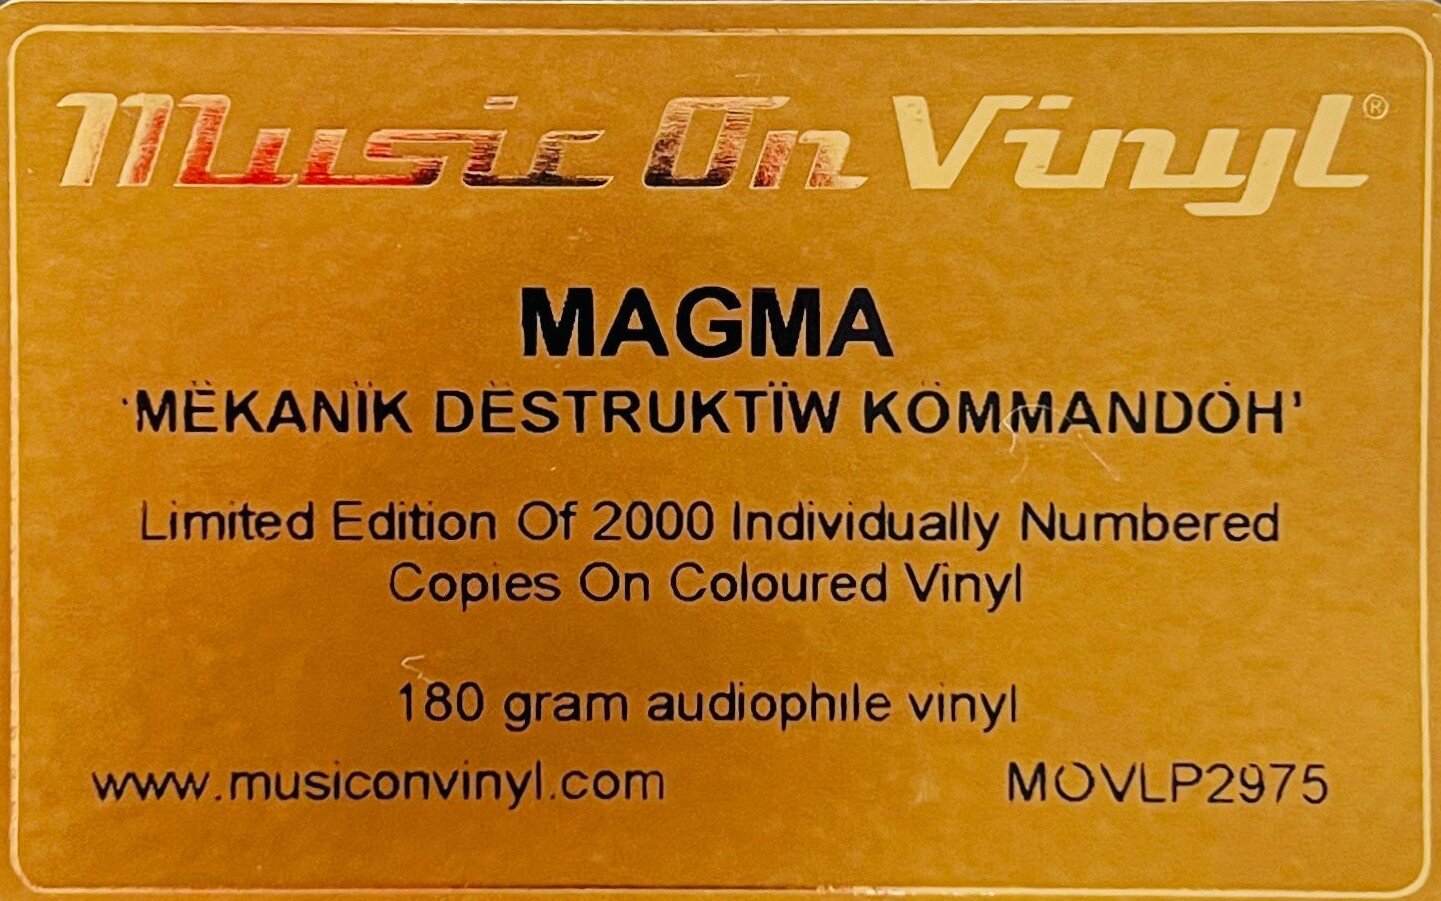 Music On Vinyl®
MAGMA
'MËKANÏK DËSTRUKTÏẄ KÖMMANDÖH'
Limited Edition Of 2000 Individually Numbered
Copies On Coloured Vinyl
180 gram audiophile vinyl
www.musiconvinyl.com MOVLP2975